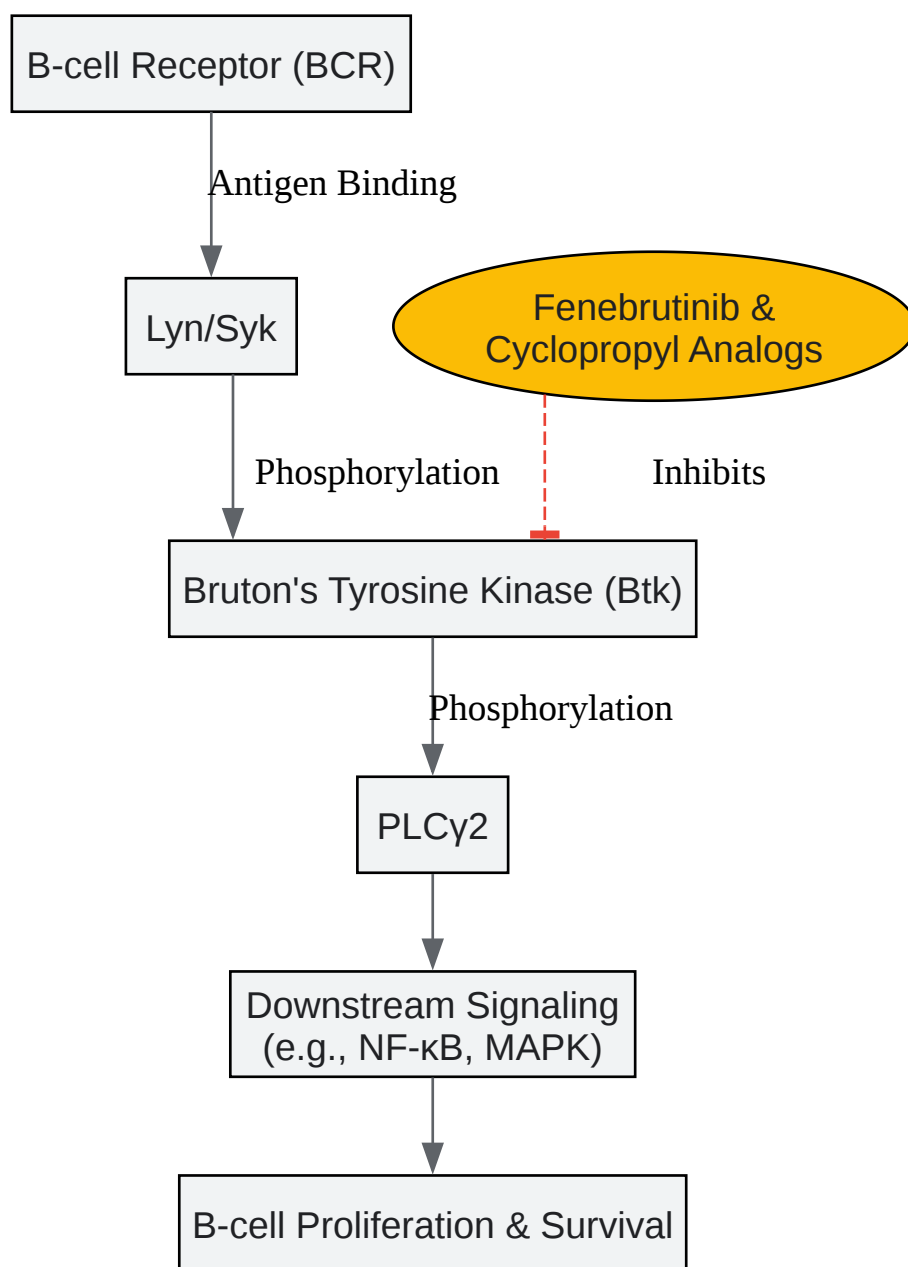 B-cell Receptor (BCR)
Antigen Binding
Lyn/Syk
Fenebrutinib &
Cyclopropyl Analogs
Phosphorylation
Inhibits
Bruton's Tyrosine Kinase (Btk)
Phosphorylation
PLCγ2
Downstream Signaling
(e.g., NF-κB, MAPK)
B-cell Proliferation & Survival